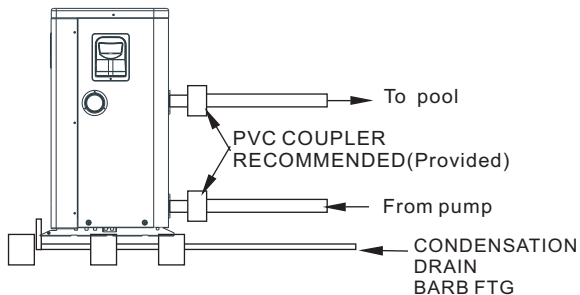 To pool
PVC COUPLER
RECOMMENDED(Provided)
From pump
CONDENSATION
DRAIN
BARB FTG